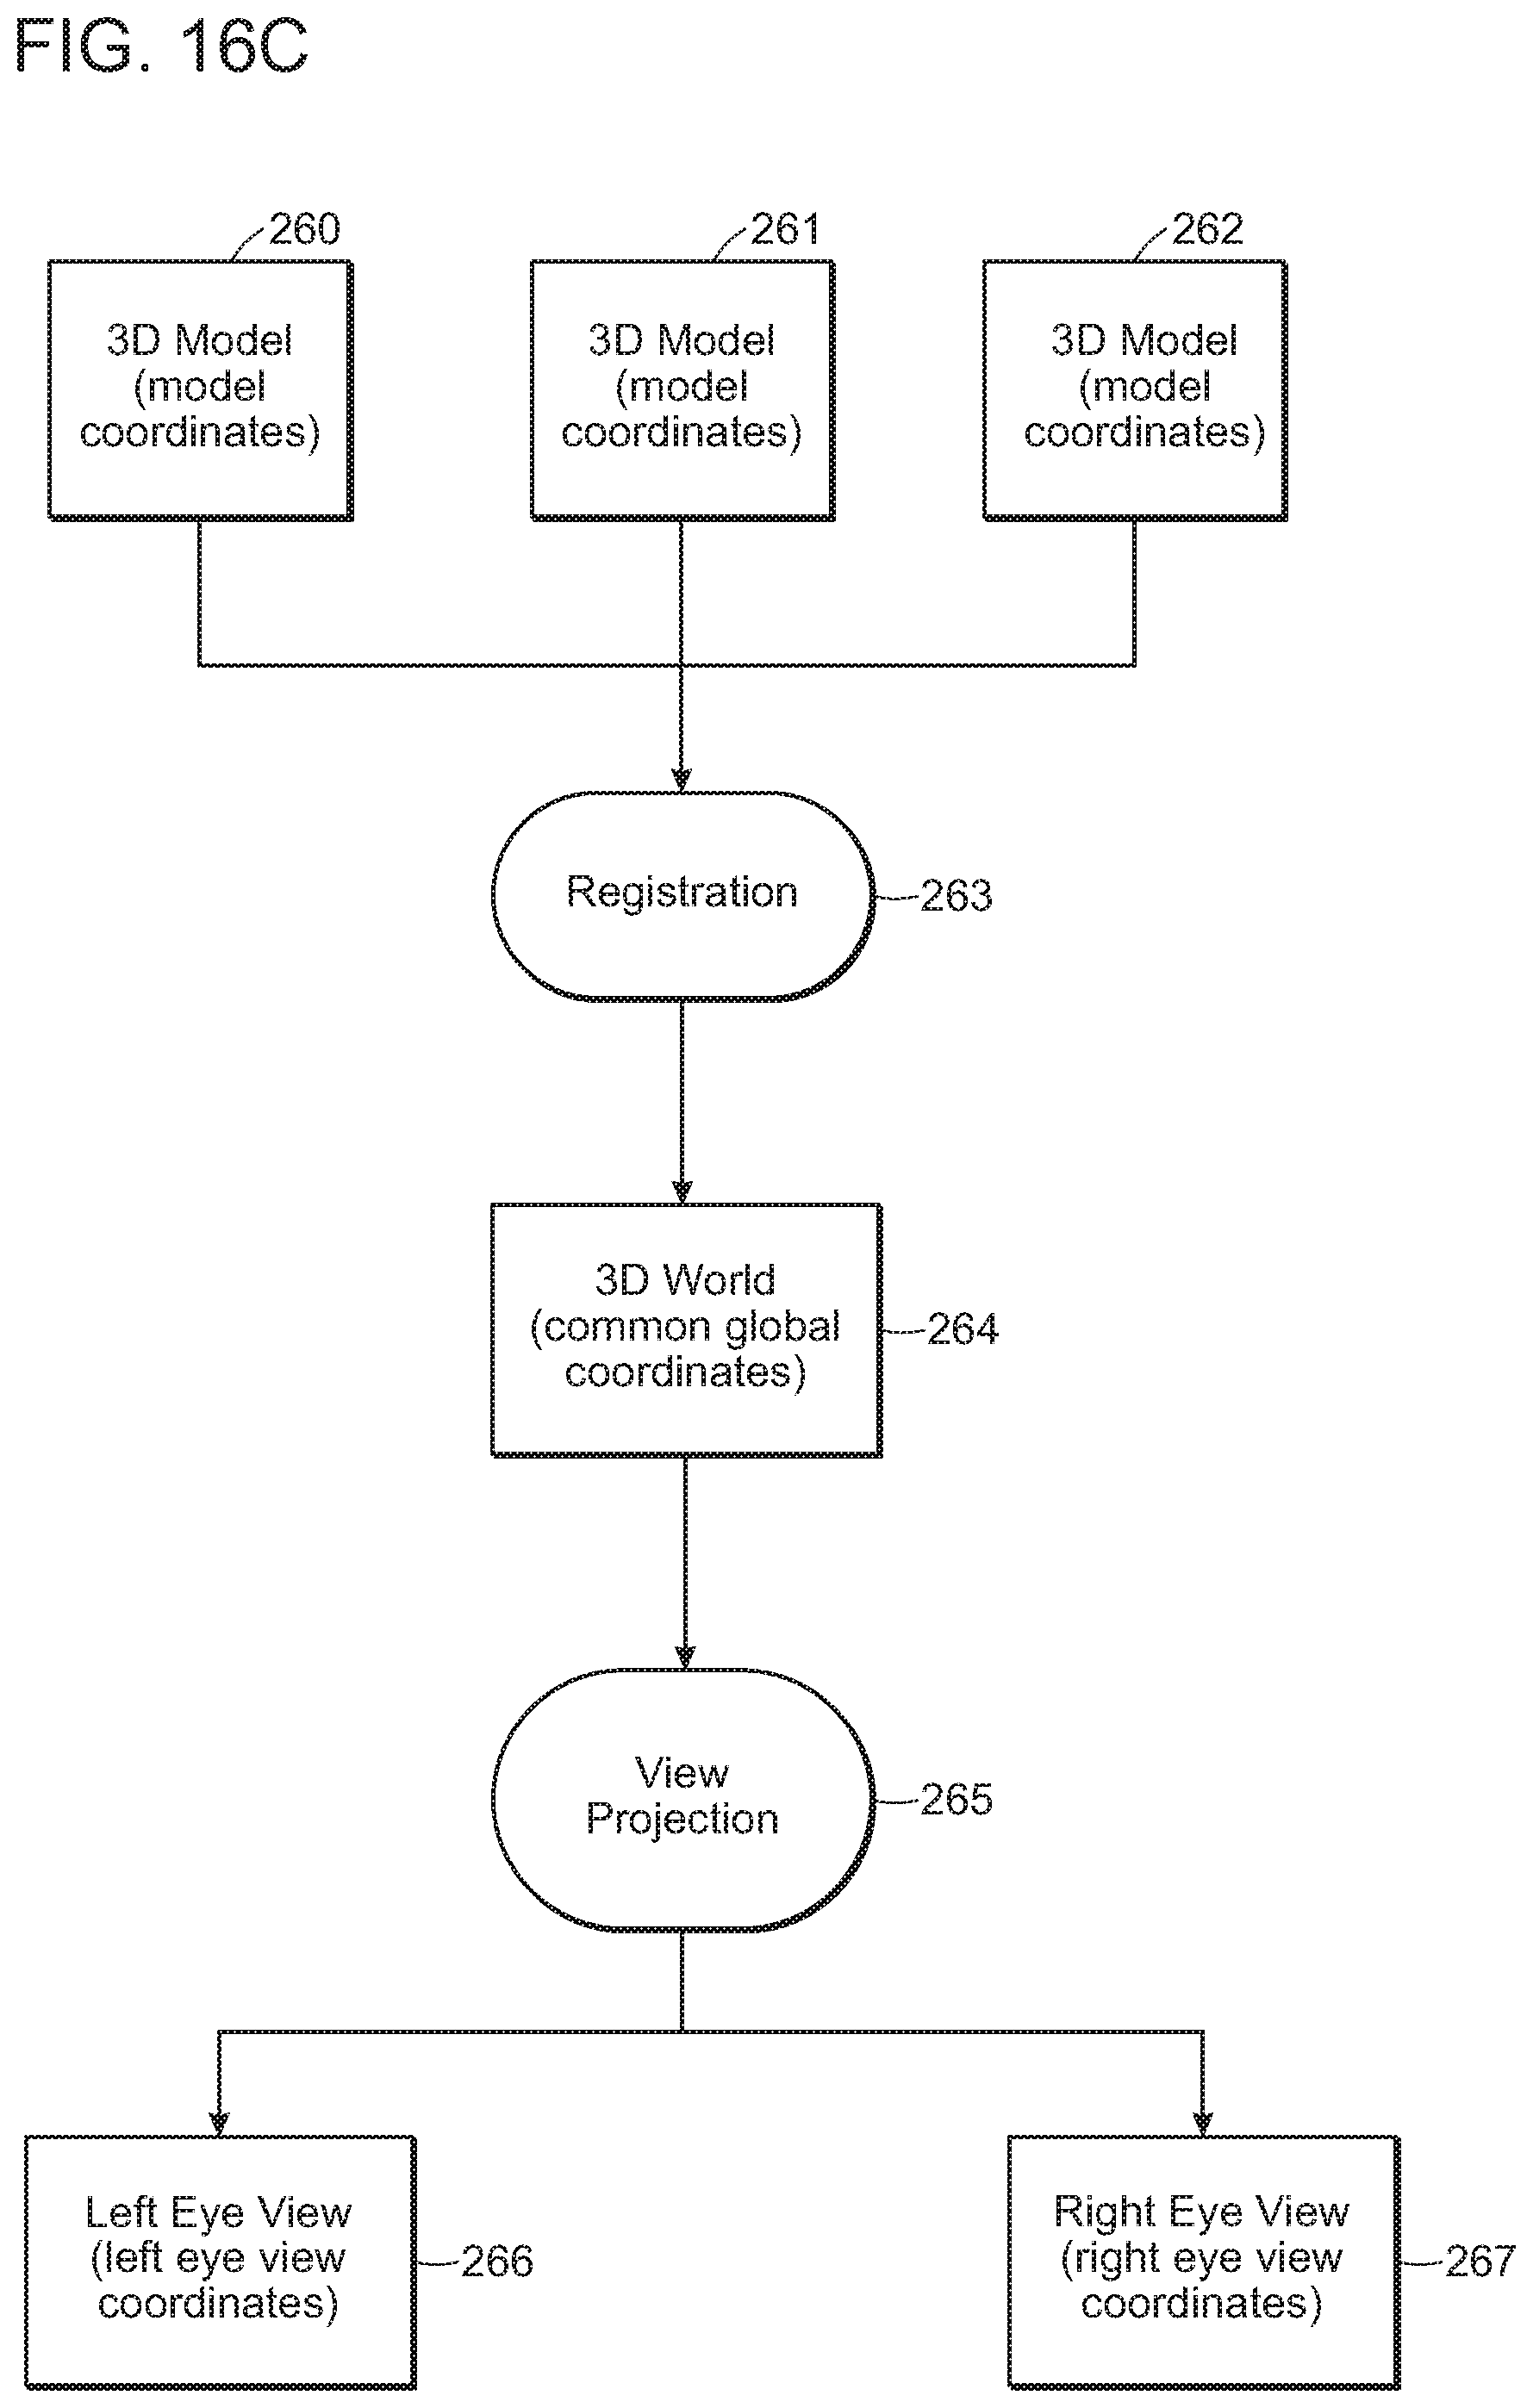 FIG. 16C
260
261
262
3D Model
(model
coordinates)
3D Model
(model
coordinates)
3D Model
(model
coordinates)
Registration
263
3D World
(common global
coordinates)
264
View
Projection
265
Left Eye View
(left eye view
coordinates)
266
Right Eye View
(right eye view
coordinates)
267